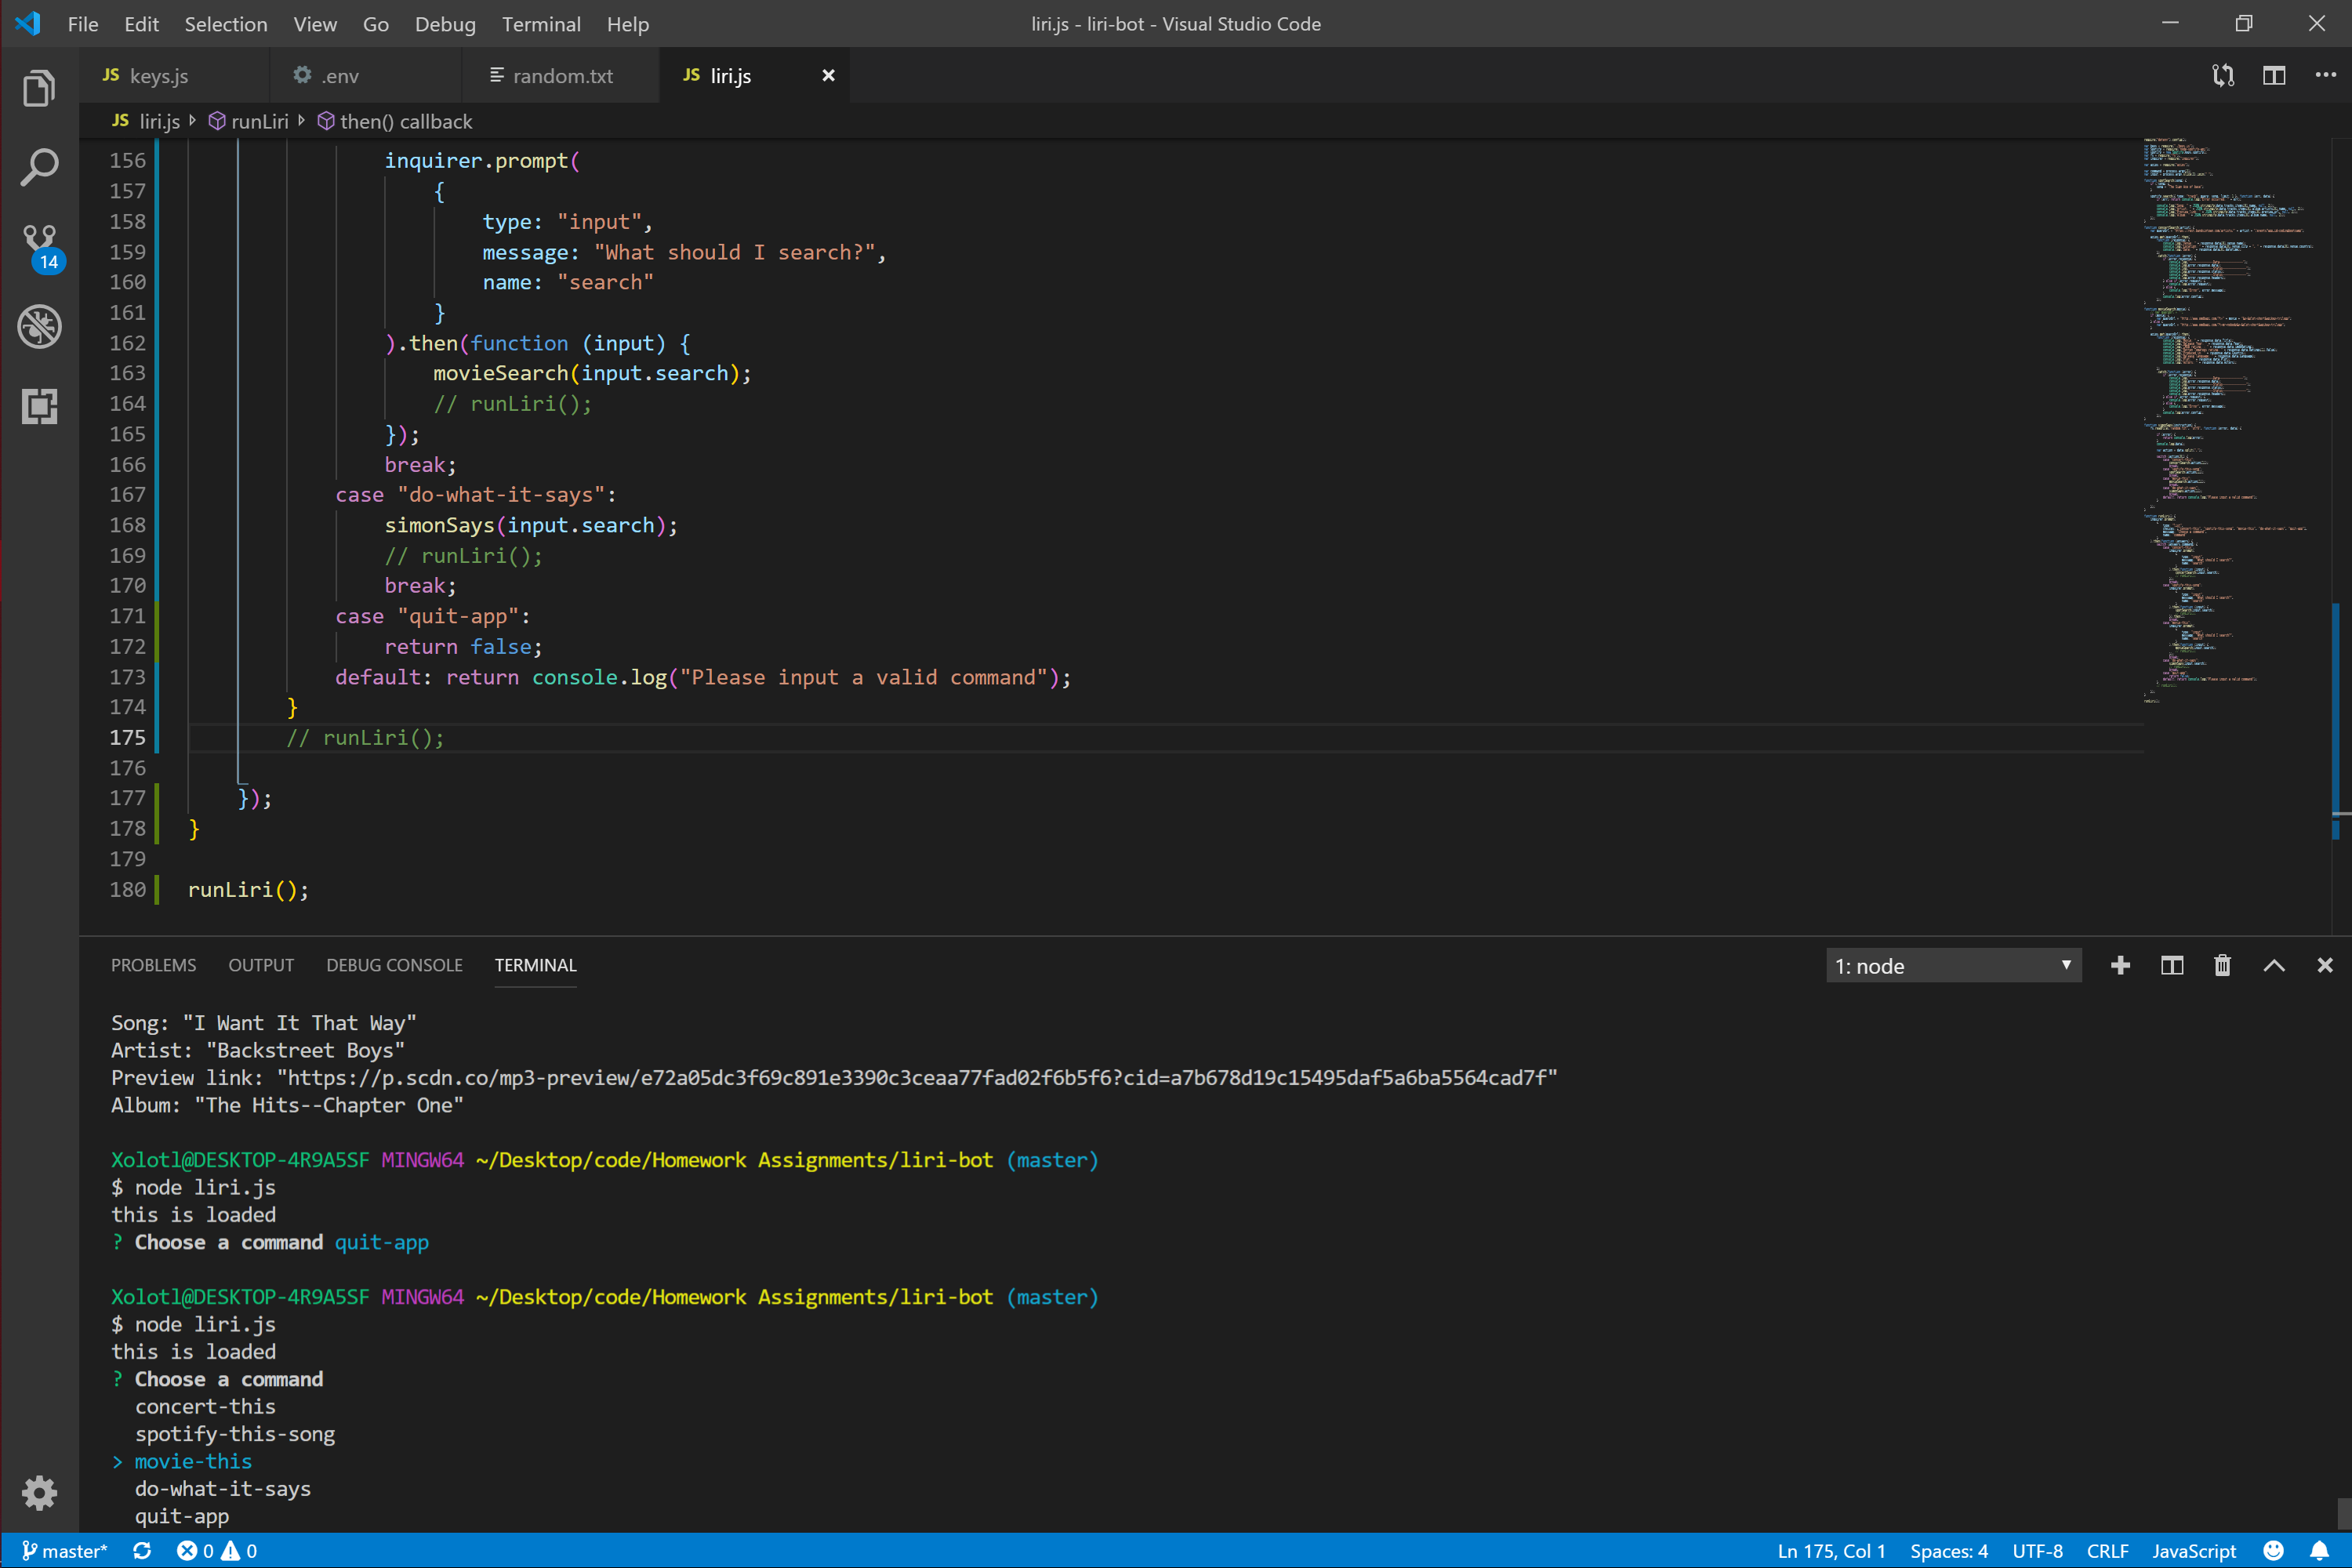 File Edit Selection View Go Debug Terminal Help liri.js - liri-bot - Visual Studio Code
JS keys.js .env random.txt JS liri.js
JS liri.js runLiri then() callback
14
156 inquirer.prompt(
157 {
158 type: "input",
159 message: "What should I search?",
160 name: "search"
161 }
162 ).then(function (input) {
163 movieSearch(input.search);
164 // runLiri();
165 });
166 break;
167 case "do-what-it-says":
168 simonSays(input.search);
169 // runLiri();
170 break;
171 case "quit-app":
172 return false;
173 default: return console.log("Please input a valid command");
174 }
175 // runLiri();
176
177 });
178 }
179
180 runLiri();
PROBLEMS OUTPUT DEBUG CONSOLE TERMINAL 1: node
Song: "I Want It That Way"
Artist: "Backstreet Boys"
Preview link: "https://p.scdn.co/mp3-preview/e72a05dc3f69c891e3390c3ceaa77fad02f6b5f6?cid=a7b678d19c15495daf5a6ba5564cad7f"
Album: "The Hits--Chapter One"
Xolotl@DESKTOP-4R9A5SF MINGW64 ~/Desktop/code/Homework Assignments/liri-bot (master)
$ node liri.js
this is loaded
? Choose a command quit-app
Xolotl@DESKTOP-4R9A5SF MINGW64 ~/Desktop/code/Homework Assignments/liri-bot (master)
$ node liri.js
this is loaded
? Choose a command
concert-this
spotify-this-song
> movie-this
do-what-it-says
quit-app
master* 0 0 Ln 175, Col 1 Spaces: 4 UTF-8 CRLF JavaScript